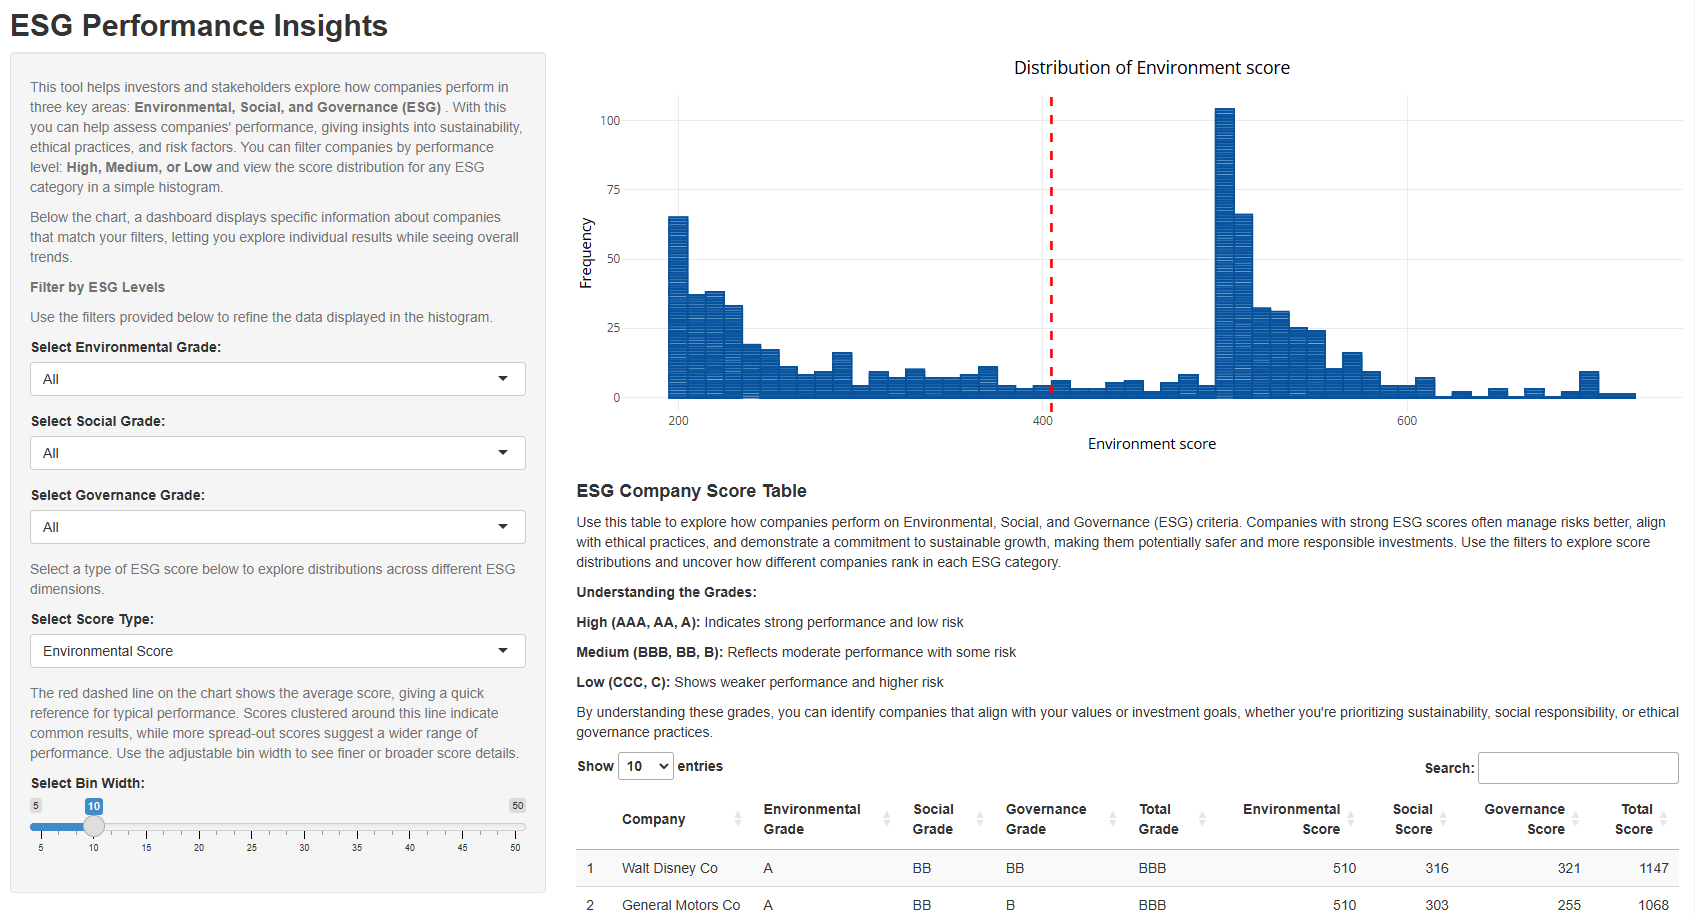 ESG Performance Insights
This tool helps investors and stakeholders explore how companies perform in
three key areas: Environmental, Social, and Governance (ESG) . With this
you can help assess companies' performance, giving insights into sustainability,
ethical practices, and risk factors. You can filter companies by performance
level: High, Medium, or Low and view the score distribution for any ESG
category in a simple histogram.
Below the chart, a dashboard displays specific information about companies
that match your filters, letting you explore individual results while seeing overall
trends.
Filter by ESG Levels
Use the filters provided below to refine the data displayed in the histogram.
Select Environmental Grade:
All
Select Social Grade:
All
Select Governance Grade:
All
Select a type of ESG score below to explore distributions across different ESG
dimensions.
Select Score Type:
Environmental Score
The red dashed line on the chart shows the average score, giving a quick
reference for typical performance. Scores clustered around this line indicate
common results, while more spread-out scores suggest a wider range of
performance. Use the adjustable bin width to see finer or broader score details.
Select Bin Width:
5 10 50
5 10 15 20 25 30 35 40 45 50
Distribution of Environment score
Frequency
100
75
50
25
0
200 400 600
Environment score
ESG Company Score Table
Use this table to explore how companies perform on Environmental, Social, and Governance (ESG) criteria. Companies with strong ESG scores often manage risks better, align
with ethical practices, and demonstrate a commitment to sustainable growth, making them potentially safer and more responsible investments. Use the filters to explore score
distributions and uncover how different companies rank in each ESG category.
Understanding the Grades:
High (AAA, AA, A): Indicates strong performance and low risk
Medium (BBB, BB, B): Reflects moderate performance with some risk
Low (CCC, C): Shows weaker performance and higher risk
By understanding these grades, you can identify companies that align with your values or investment goals, whether you're prioritizing sustainability, social responsibility, or ethical
governance practices.
Show 10 entries
Search:
Company Environmental Grade Social Grade Governance Grade Total Grade Environmental Score Social Score Governance Score Total Score
1 Walt Disney Co A BB BB BBB 510 316 321 1147
2 General Motors Co A BB B BBB 510 303 255 1068